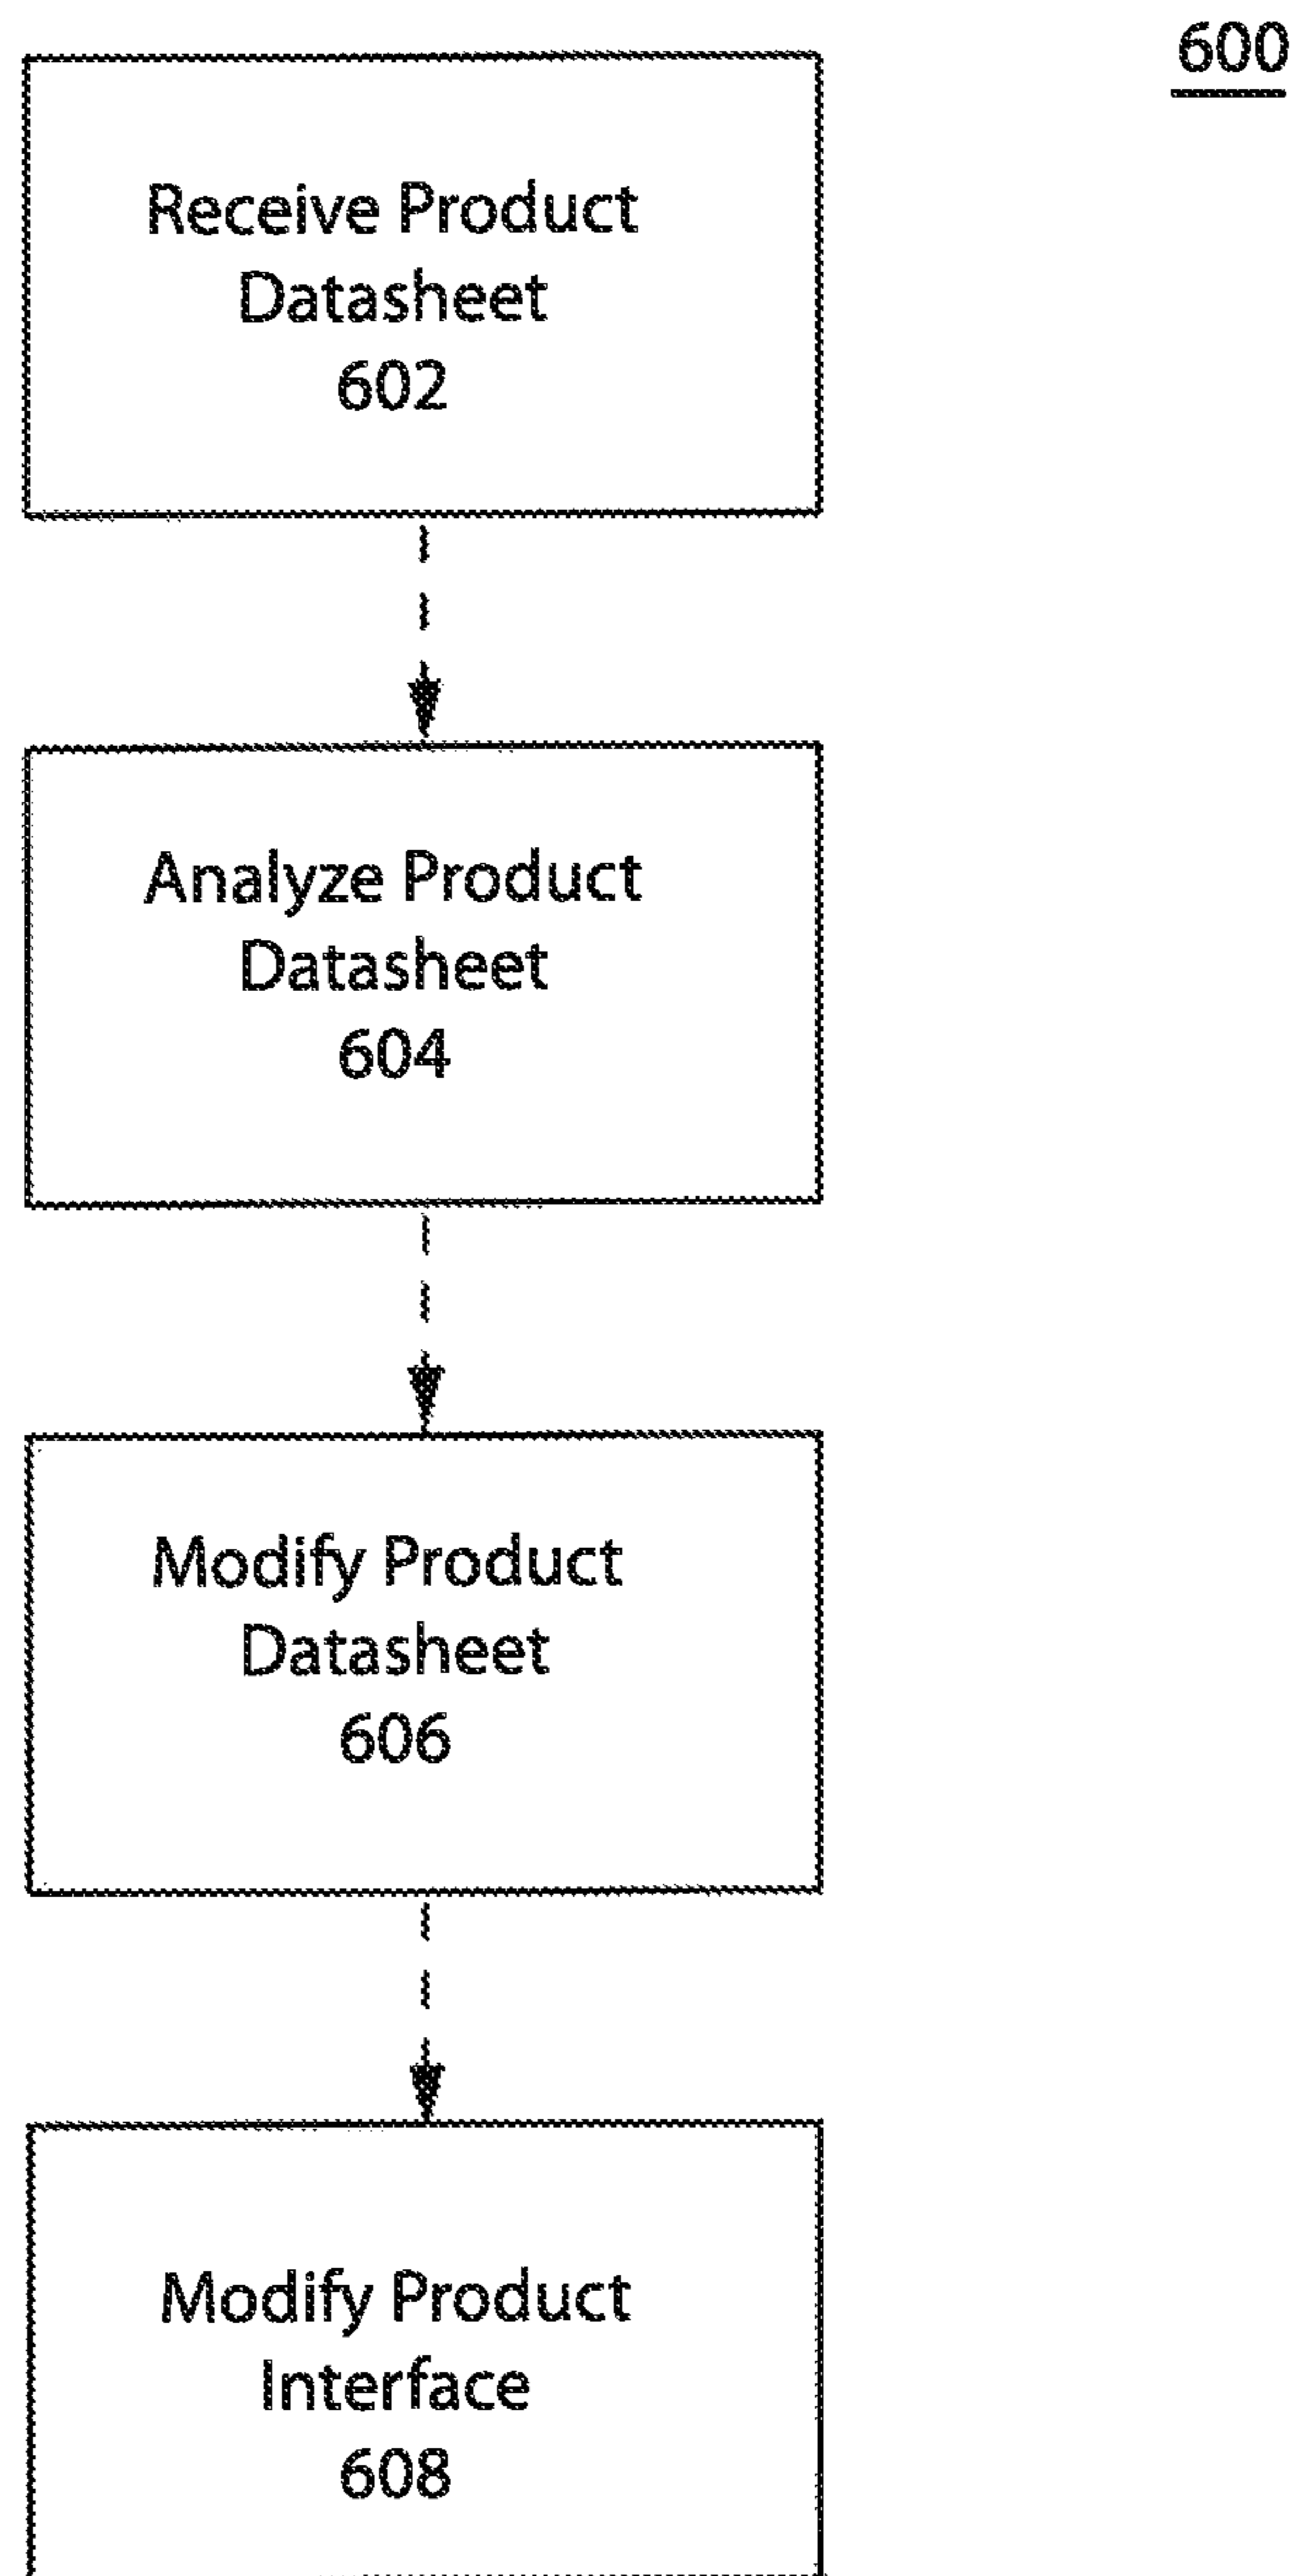 600
Receive Product
Datasheet
602
Analyze Product
Datasheet
604
Modify Product
Datasheet
606
Modify Product
Interface
608